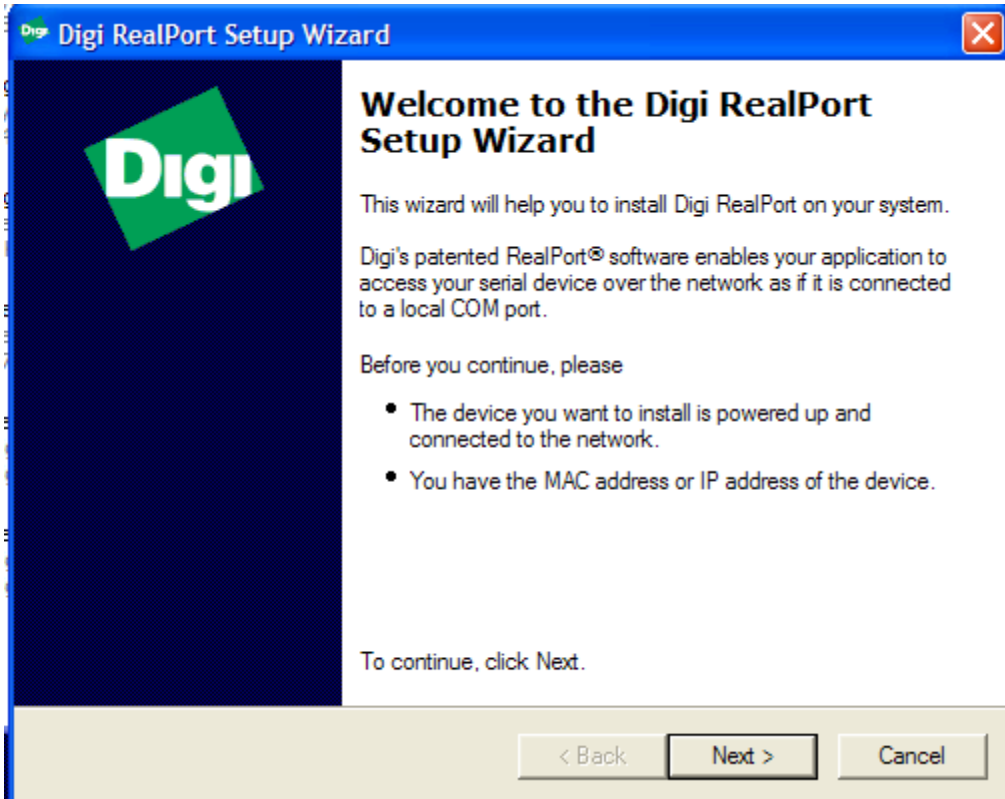 Digi
Digi RealPort Setup Wizard
Digi
Welcome to the Digi RealPort
Setup Wizard
This wizard will help you to install Digi RealPort on your system.
Digi's patented RealPort® software enables your application to
access your serial device over the network as if it is connected
to a local COM port.
Before you continue, please
• The device you want to install is powered up and
connected to the network.
• You have the MAC address or IP address of the device.
To continue, click Next.
< Back
Next >
Cancel